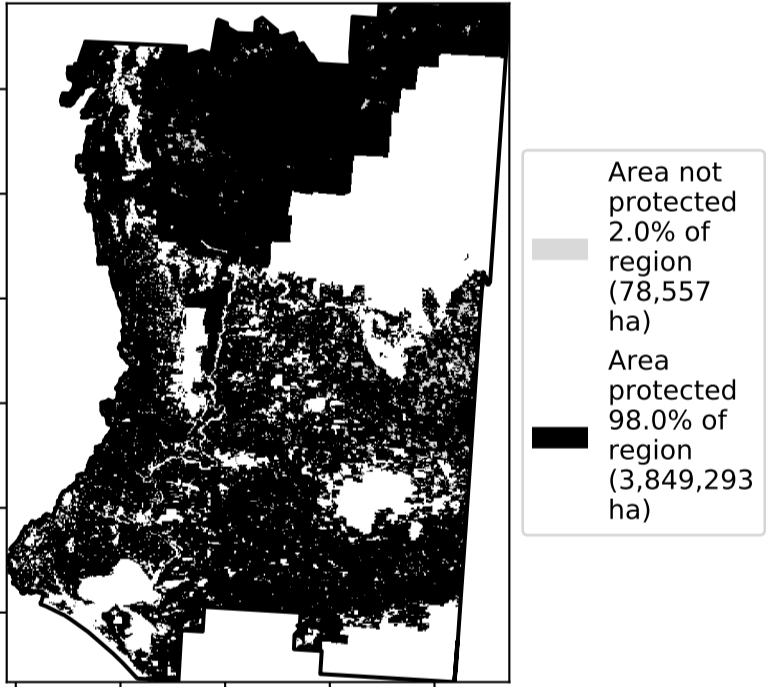 Area not
protected
2.0% of
region
(78,557
ha)
Area
protected
98.0% of
region
(3,849,293
ha)